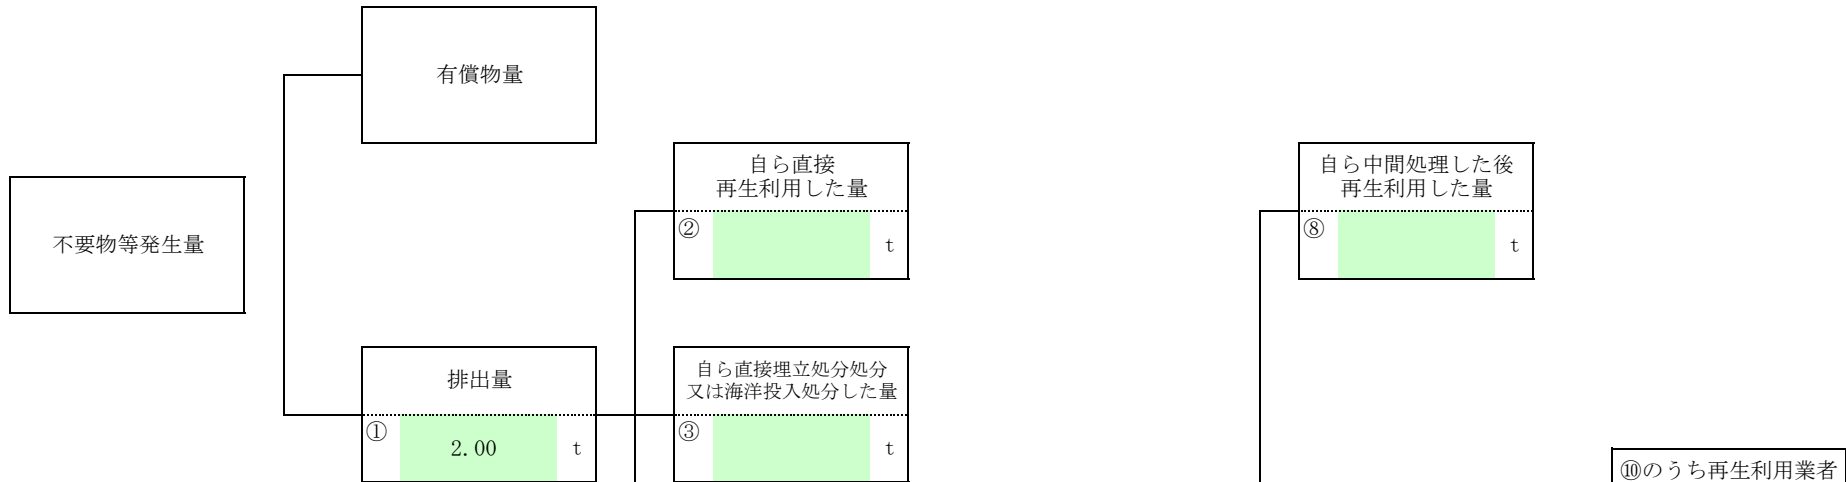 有償物量
自ら直接
再生利用した量
②
t
自ら中間処理した後
再生利用した量
⑧
t
不要物等発生量
排出量
①
2.00
t
自ら直接埋立処分処分
又は海洋投入処分した量
③
t
⑩のうち再生利用業者